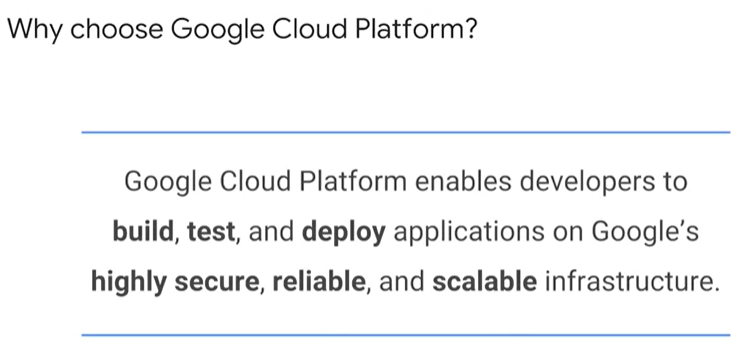 Why choose Google Cloud Platform?
Google Cloud Platform enables developers to
build, test, and deploy applications on Google’s
highly secure, reliable, and scalable infrastructure.